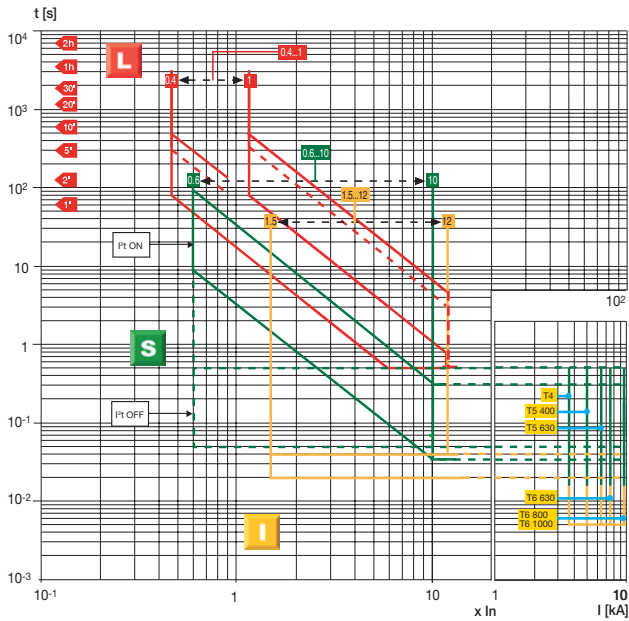 t [s]
10⁴
2h
L
0.4...1
1h
0.4
1
30'
20'
10³
10'
5'
0.6...10
2'
0.6
10
10²
1.5...12
1'
1.5
12
I²t ON
10
10²
1
S
T4
T5 400
I²t OFF
10⁻¹
T5 630
10⁻²
T6 630
T6 800
T6 1000
I
10⁻³
10⁻¹
1
10
1
10
x In
I [kA]